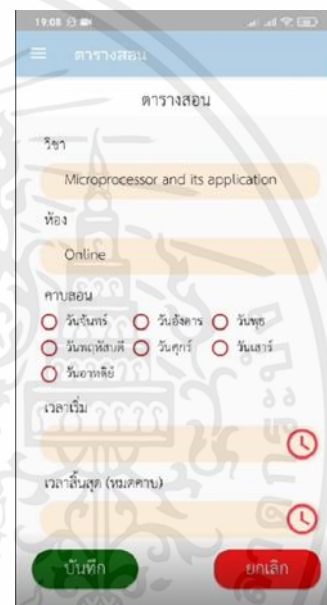 19:08
ตารางสอน
ตารางสอน
วิชา
Microprocessor and its application
ห้อง
Online
คาบสอน
วันจันทร์ วันอังคาร วันพุธ
วันพฤหัสบดี วันศุกร์ วันเสาร์
วันอาทิตย์
เวลาเริ่ม
เวลาสิ้นสุด (หมดคาบ)
บันทึก ยกเลิก